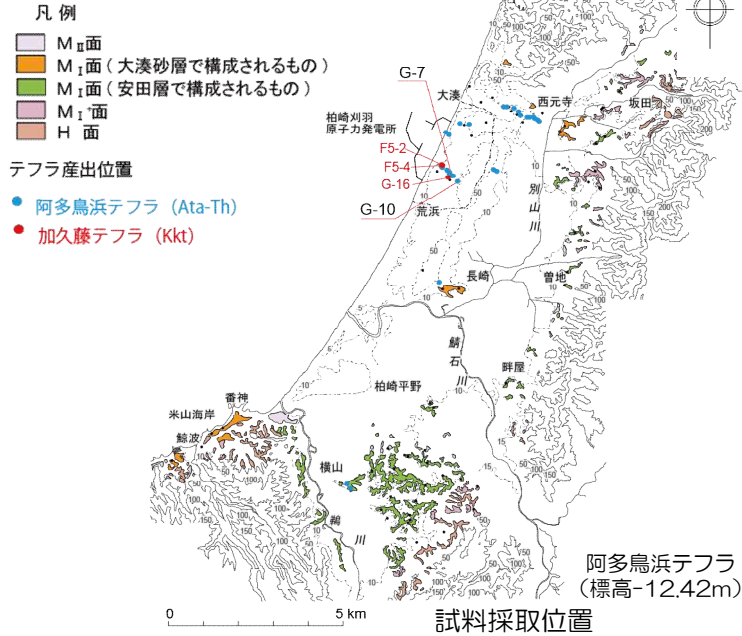 凡 例
MⅡ面
MⅠ面（大湊砂層で構成されるもの）
MⅠ面（安田層で構成されるもの）
MⅠ⁺面
H 面
テフラ産出位置
阿多鳥浜テフラ（Ata-Th)
加久藤テフラ（Kkt)
G-7
大湊
西元寺
坂田
柏崎刈羽
原子力発電所
F5-2
F5-4
G-16
G-10
荒浜
別山川
長崎
曽地
鯖石川
畔屋
柏崎平野
番神
米山海岸
鯨波
横山
鵜川
阿多鳥浜テフラ
（標高-12.42m）
0
5 km
試料採取位置